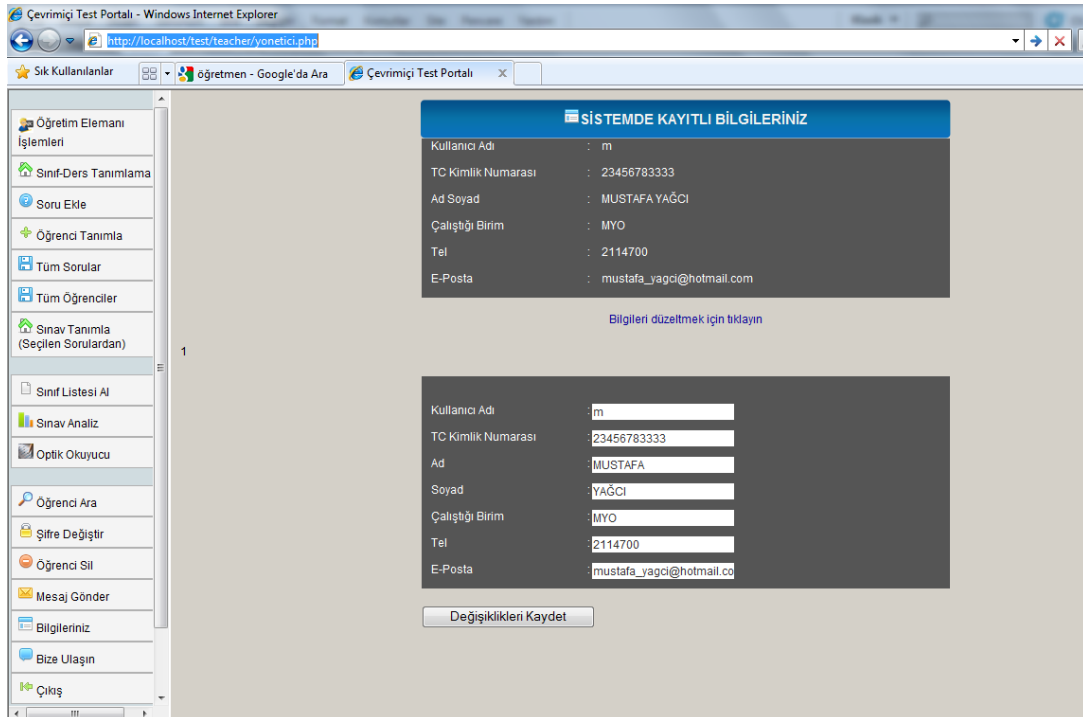 Çevrimiçi Test Portalı - Windows Internet Explorer
http://localhost/test/teacher/yonetici.php
Sık Kullanılanlar
öğretmen - Google'da Ara
Çevrimiçi Test Portalı
x
Öğretim Elemanı
İşlemleri
Sınıf-Ders Tanımlama
Soru Ekle
Öğrenci Tanımla
Tüm Sorular
Tüm Öğrenciler
Sınav Tanımla
(Seçilen Sorulardan)
Sınıf Listesi Al
Sınav Analiz
Optik Okuyucu
Öğrenci Ara
Şifre Değiştir
Öğrenci Sil
Mesaj Gönder
Bilgileriniz
Bize Ulaşın
Çıkış
SİSTEMDE KAYITLI BİLGİLERİNİZ
Kullanıcı Adı : m
TC Kimlik Numarası : 23456783333
Ad Soyad : MUSTAFA YAĞCI
Çalıştığı Birim : MYO
Tel : 2114700
E-Posta : mustafa_yagci@hotmail.com
Bilgileri düzeltmek için tıklayın
1
Kullanıcı Adı : m
TC Kimlik Numarası : 23456783333
Ad : MUSTAFA
Soyad : YAĞCI
Çalıştığı Birim : MYO
Tel : 2114700
E-Posta : mustafa_yagci@hotmail.co
Değişiklikleri Kaydet